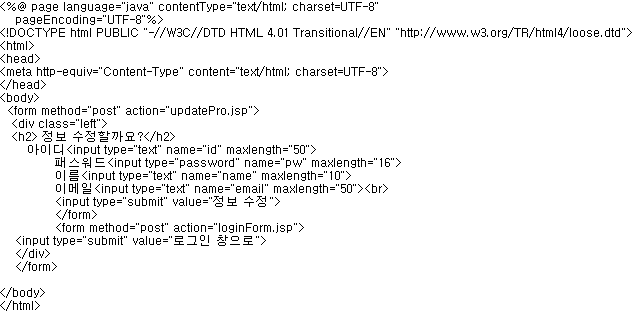 <%@ page language="java" contentType="text/html; charset=UTF-8"
pageEncoding="UTF-8"%>
<!DOCTYPE html PUBLIC "-//W3C//DTD HTML 4.01 Transitional//EN" "http://www.w3.org/TR/html4/loose.dtd">
<html>
<head>
<meta http-equiv="Content-Type" content="text/html; charset=UTF-8">
</head>
<body>
<form method="post" action="updatePro.jsp">
<div class="left">
<h2> 정보 수정할까요?</h2>
아이디<input type="text" name="id" maxlength="50">
패스워드<input type="password" name="pw" maxlength="16">
이름<input type="text" name="name" maxlength="10">
이메일<input type="text" name="email" maxlength="50"><br>
<input type="submit" value="정보 수정">
</form>
<form method="post" action="loginForm.jsp">
<input type="submit" value="로그인 창으로">
</div>
</form>
</body>
</html>